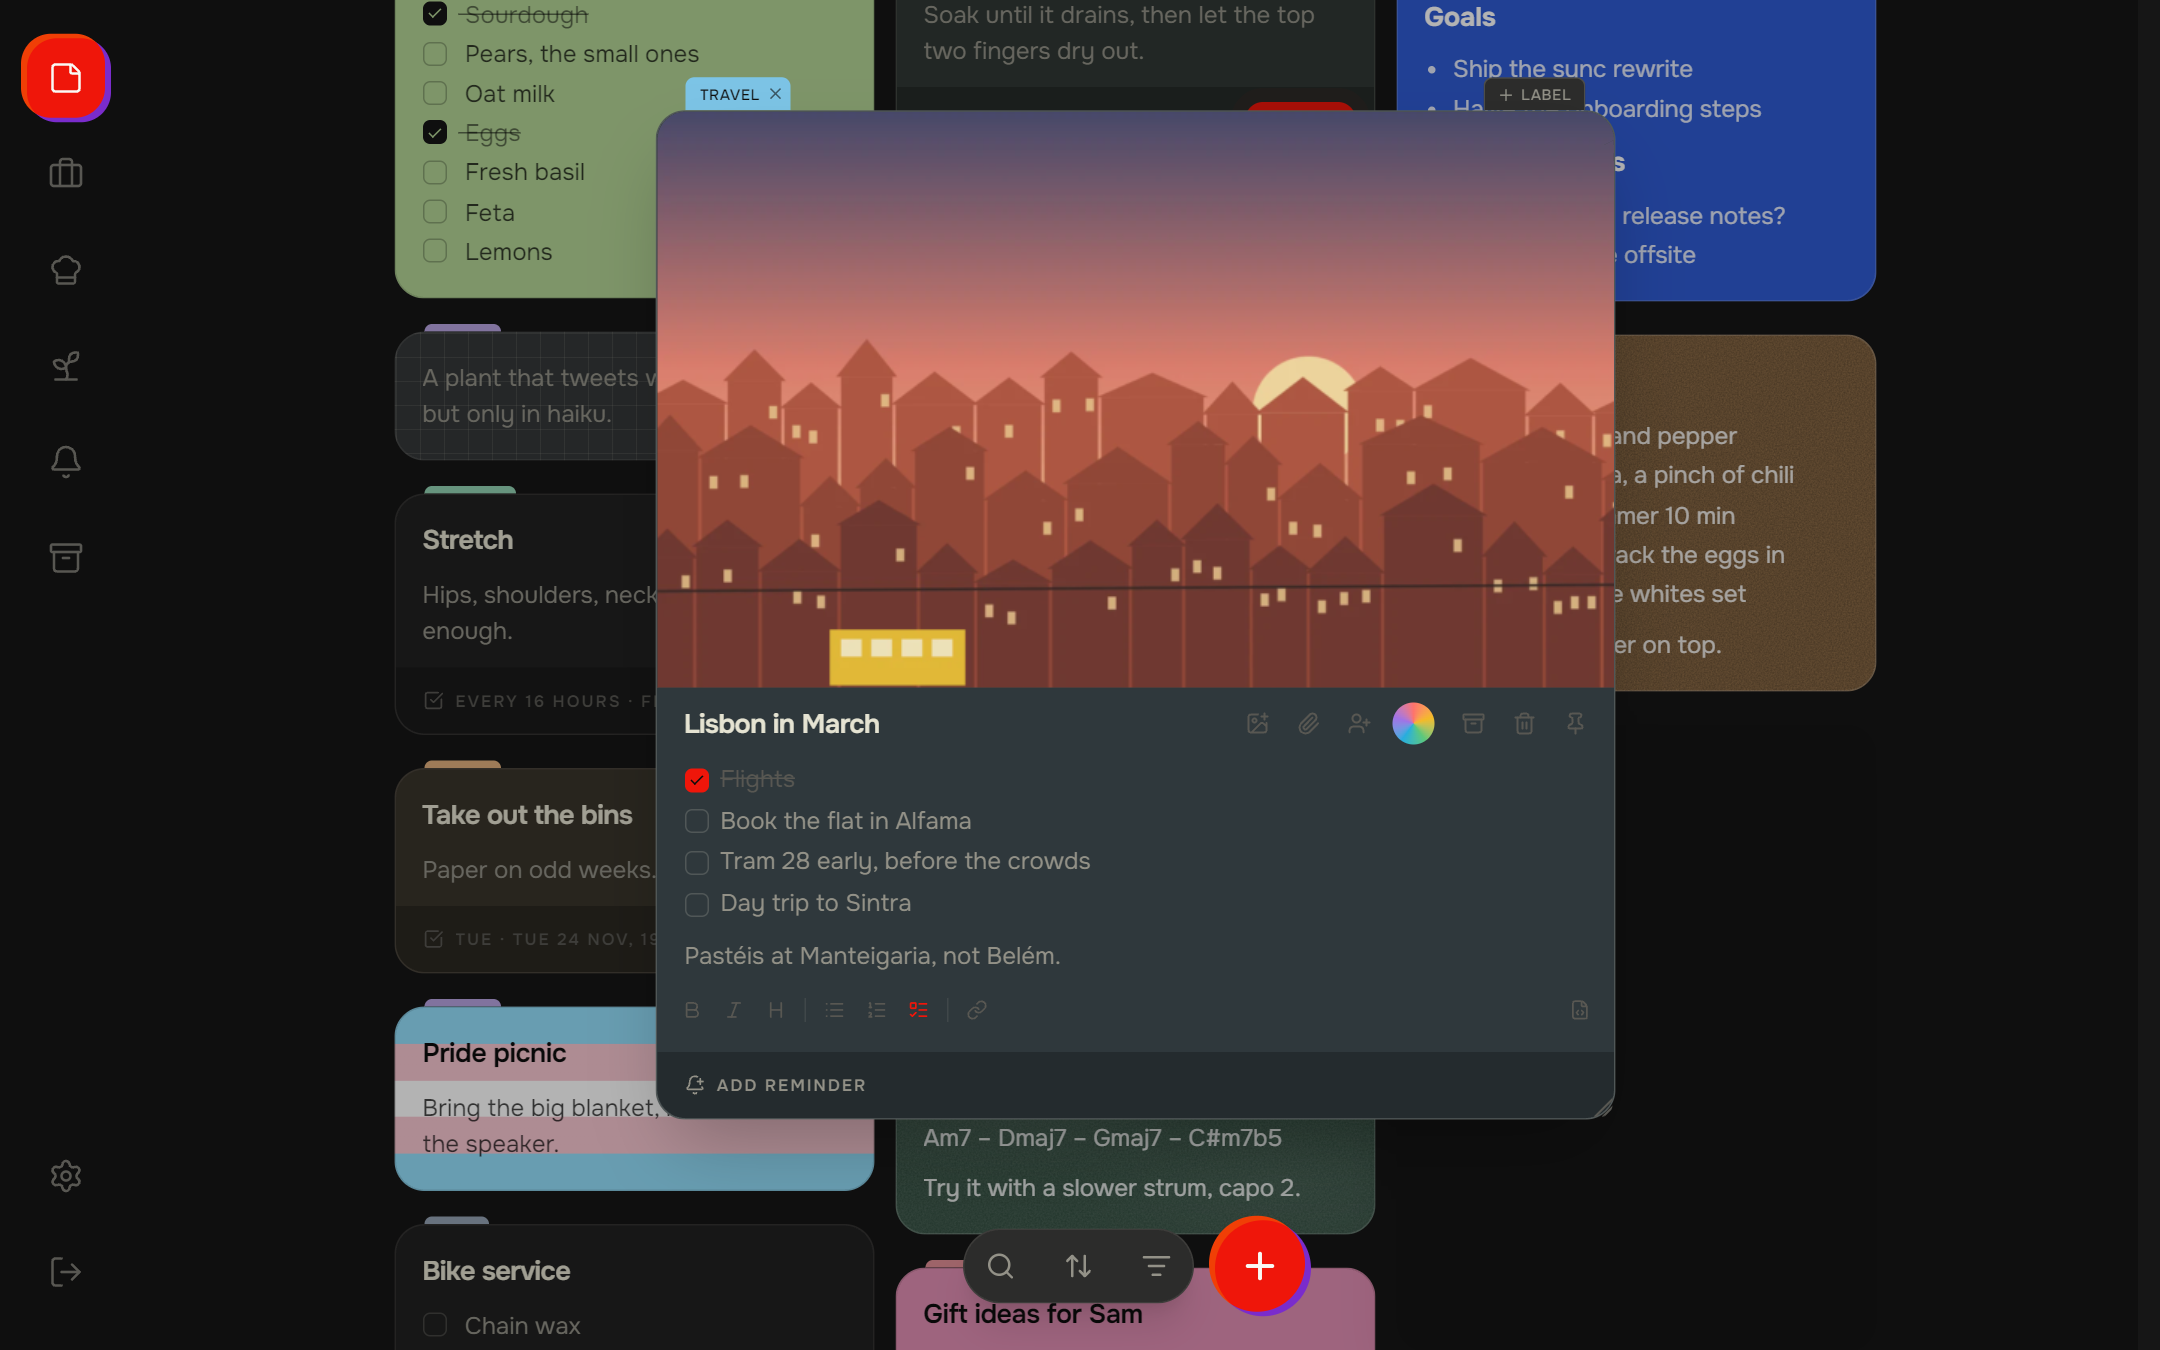 Sourdough
Pears, the small ones
Oat milk
Eggs
Fresh basil
Feta
Lemons
A plant that tweets
but only in haiku.
Stretch
Hips, shoulders, neck
enough.
EVERY 16 HOURS ·
Take out the bins
Paper on odd weeks.
TUE · TUE 24 NOV,
Pride picnic
Bring the big blanket,
the speaker.
Bike service
Chain wax
Soak until it drains, then let the top
two fingers dry out.
TRAVEL
+ LABEL
Lisbon in March
Flights
Book the flat in Alfama
Tram 28 early, before the crowds
Day trip to Sintra
Pastéis at Manteigaria, not Belém.
B I H
ADD REMINDER
Am7 – Dmaj7 – Gmaj7 – C#m7b5
Try it with a slower strum, capo 2.
Gift ideas for Sam
Goals
Ship the sync rewrite
steps
release notes?
offsite
and pepper
a pinch of chili
10 min
the eggs in
whites set
on top.